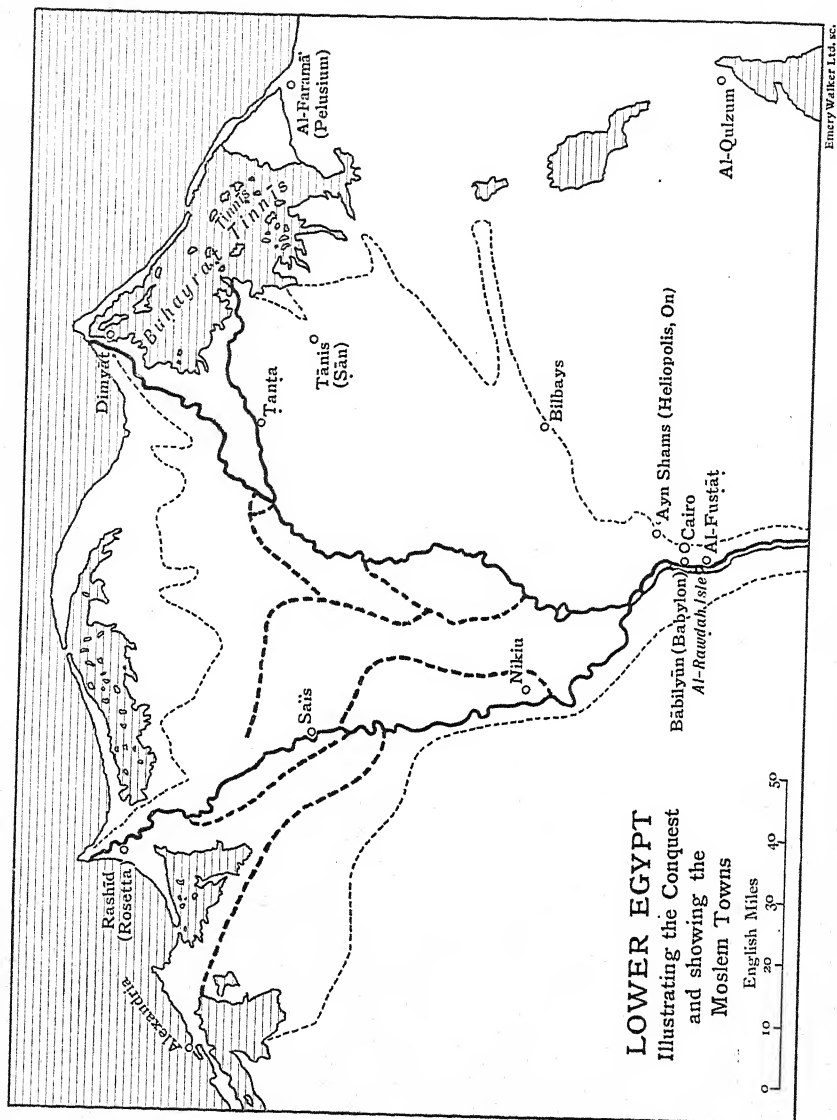 LOWER EGYPT
Illustrating the Conquest
and showing the
Moslem Towns
English Miles
0 10 20 30 40 50
Alexandria
Rashīd
(Rosetta)
Dimyāṭ
Buhayrat Tinnīs
Tinnīs
Al-Faramā'
(Pelusium)
Ṭanṭa
Tānis
(Ṣān)
Saïs
Nikiu
Bilbays
Al-Qulzum
Ayn Shams (Heliopolis, On)
Cairo
Al-Fusṭāṭ
Bābilyūn (Babylon)
Al-Rawḍah Isle
Emery Walker Ltd. sc.